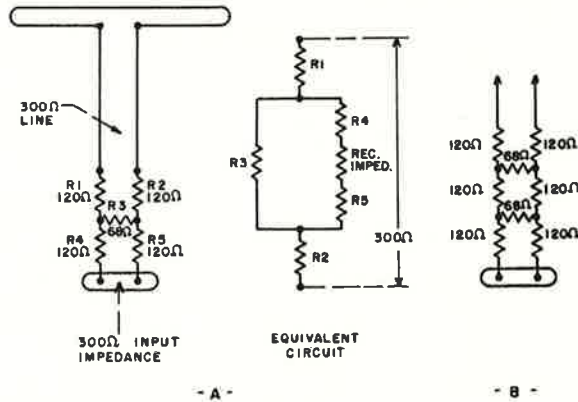 300Ω
LINE
R1
120Ω
R2
120Ω
R3
68Ω
R4
120Ω
R5
120Ω
300Ω INPUT
IMPEDANCE
- A -
R1
R3
R4
REC.
IMPED.
R5
R2
300Ω
EQUIVALENT
CIRCUIT
120Ω
120Ω
68Ω
120Ω
120Ω
68Ω
120Ω
120Ω
- B -